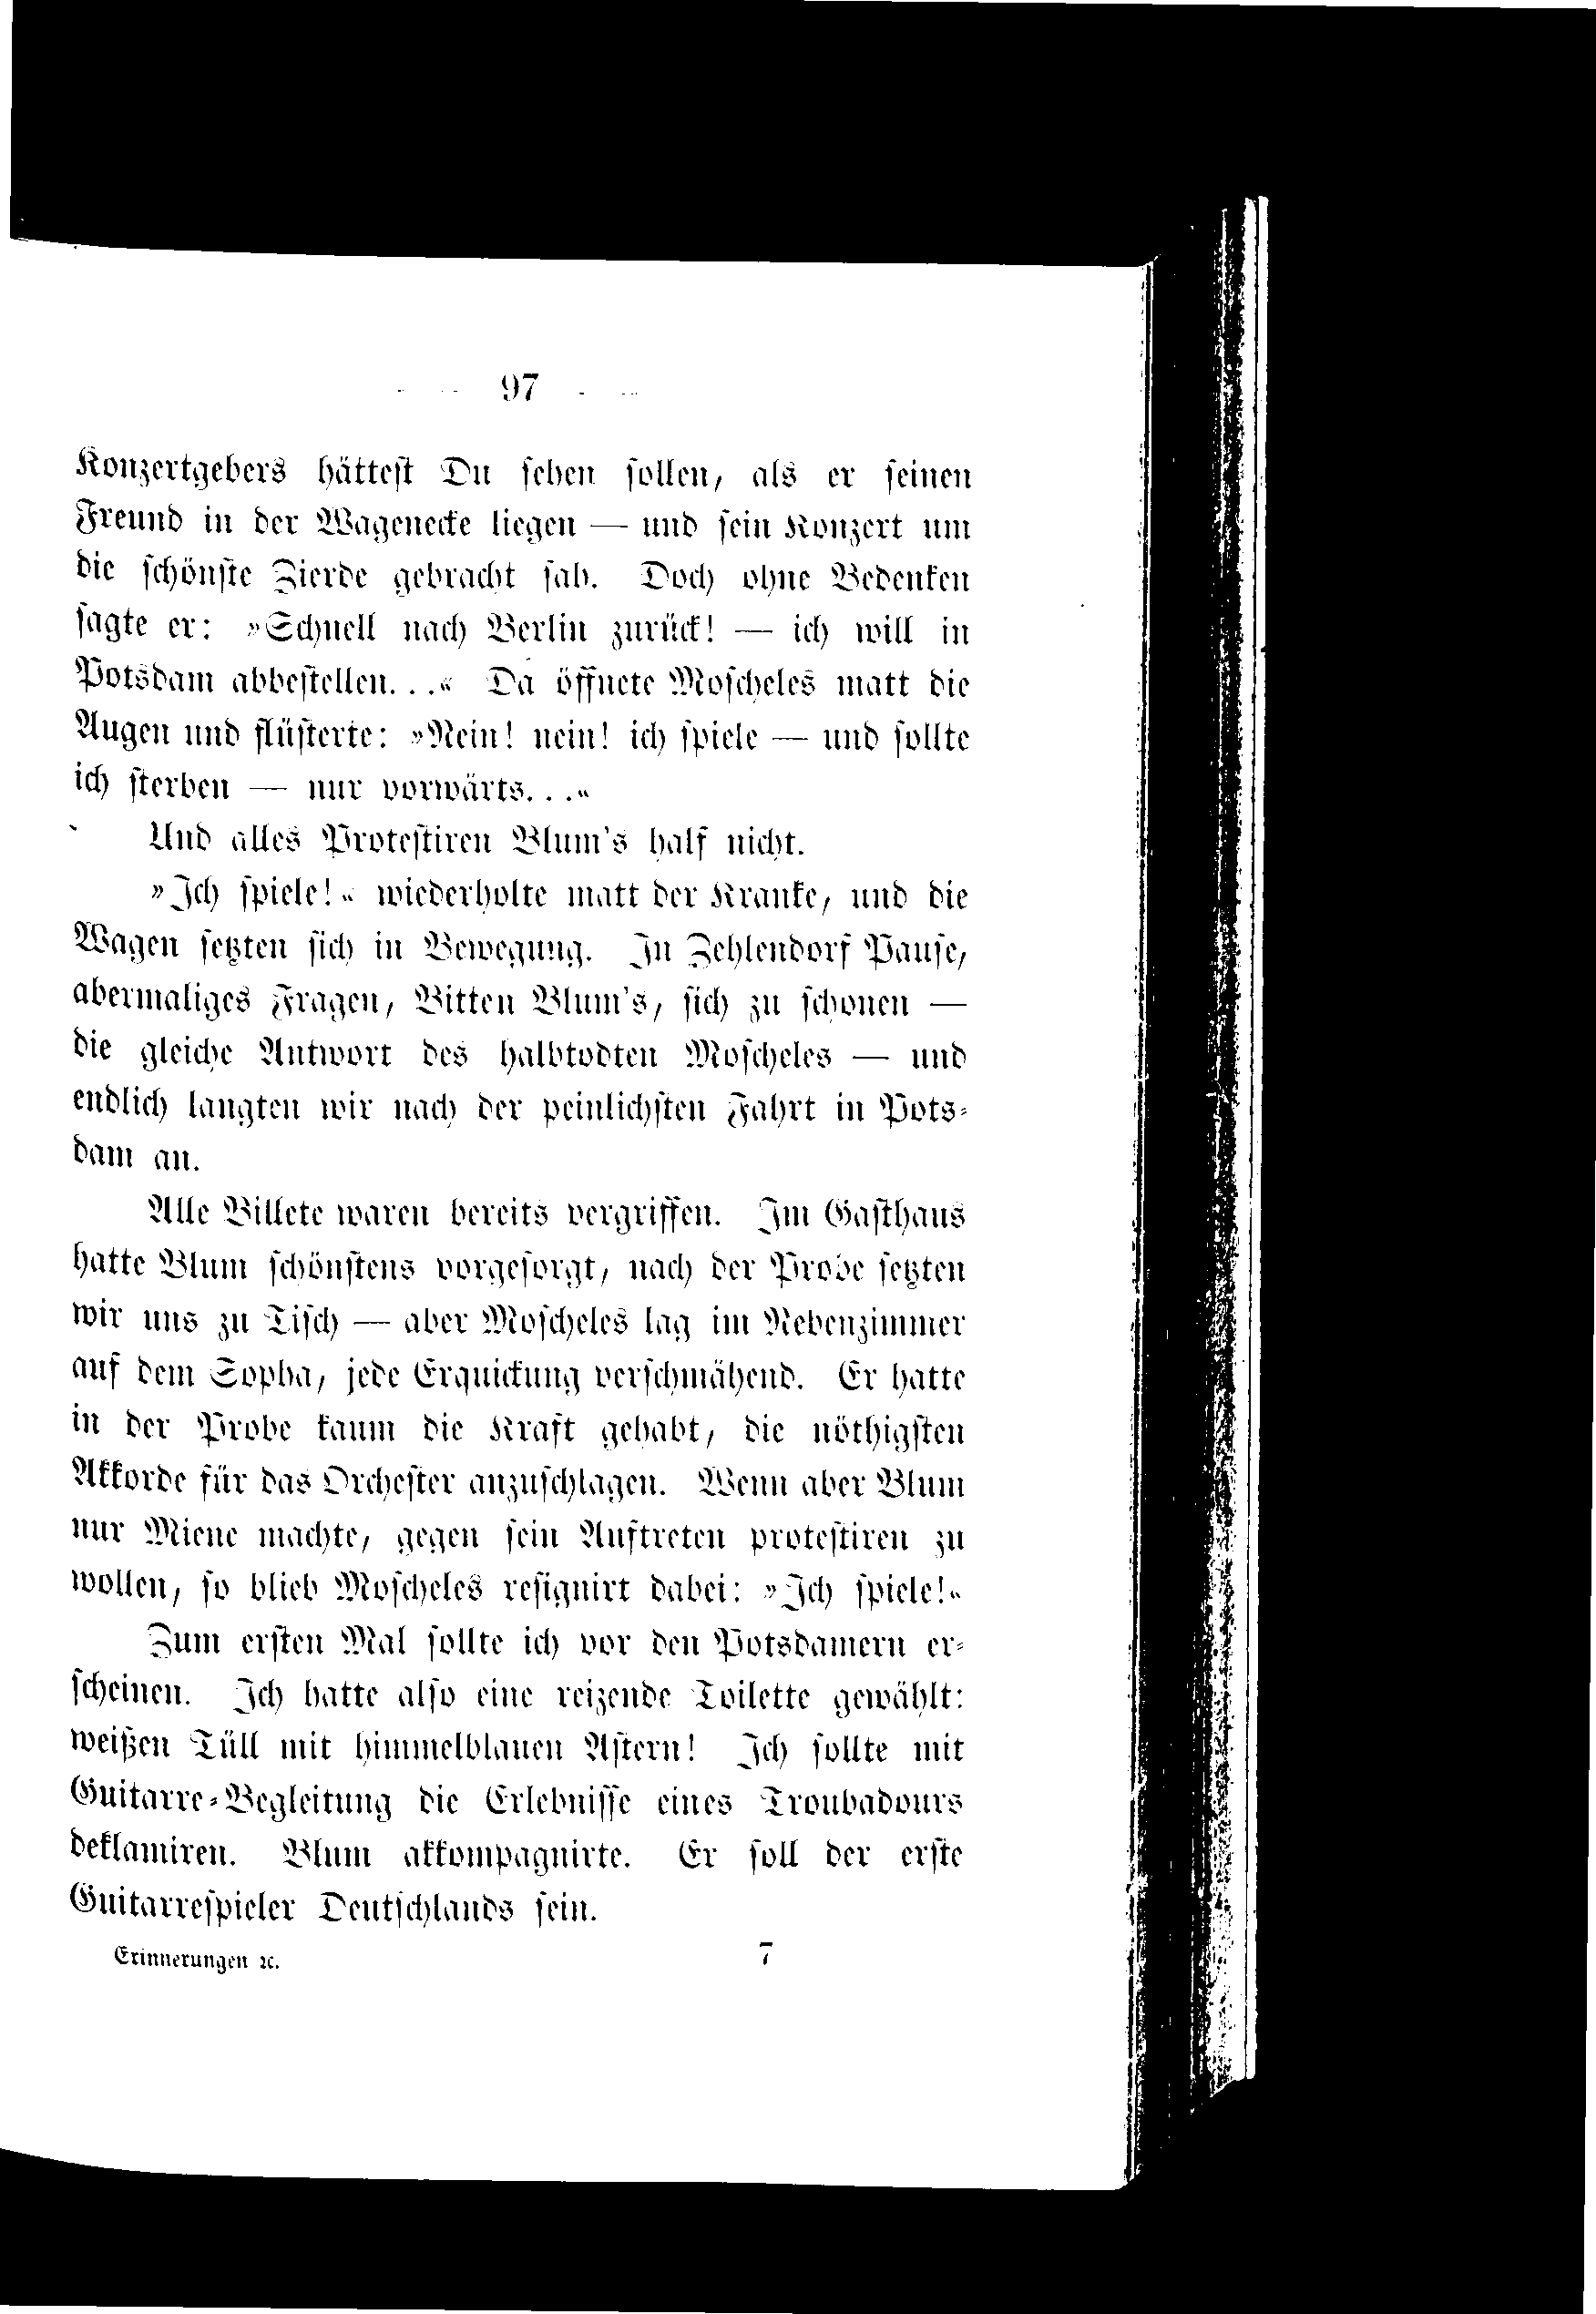 97
Konzertgebers hättest Du sehen sollen, als er seinen
Freund in der Wagenecke liegen — und sein Konzert um
die schönste Zierde gebracht sah. Doch ohne Bedenken
sagte er: »Schnell nach Berlin zurück! — ich will in
Potsdam abbestellen...« Da öffnete Moscheles matt die
Augen und flüsterte: »Nein! nein! ich spiele — und sollte
ich sterben — nur vorwärts...«
Und alles Protestiren Blum's half nicht.
»Ich spiele!« wiederholte matt der Kranke, und die
Wagen setzten sich in Bewegung. In Zehlendorf Pause,
abermaliges Fragen, Bitten Blum's, sich zu schonen —
die gleiche Antwort des halbtodten Moscheles — und
endlich langten wir nach der peinlichsten Fahrt in Pots-
dam an.
Alle Billete waren bereits vergriffen. Im Gasthaus
hatte Blum schönstens vorgesorgt, nach der Probe setzten
wir uns zu Tisch — aber Moscheles lag im Nebenzimmer
auf dem Sopha, jede Erquickung verschmähend. Er hatte
in der Probe kaum die Kraft gehabt, die nöthigsten
Akkorde für das Orchester anzuschlagen. Wenn aber Blum
nur Miene machte, gegen sein Auftreten protestiren zu
wollen, so blieb Moscheles resignirt dabei: »Ich spiele!«
Zum ersten Mal sollte ich vor den Potsdamern er-
scheinen. Ich hatte also eine reizende Toilette gewählt:
weißen Tüll mit himmelblauen Astern! Ich sollte mit
Guitarre-Begleitung die Erlebnisse eines Troubadours
deklamiren. Blum akkompagnirte. Er soll der erste
Guitarrespieler Deutschlands sein.
Erinnerungen ꝛc. 7